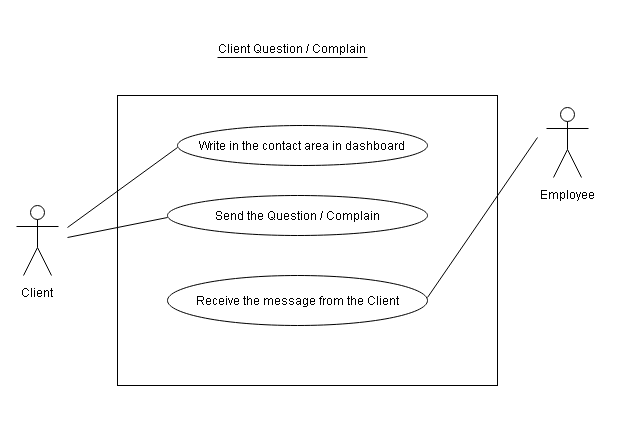 Client Question / Complain
Write in the contact area in dashboard
Employee
Send the Question / Complain
Client
Receive the message from the Client